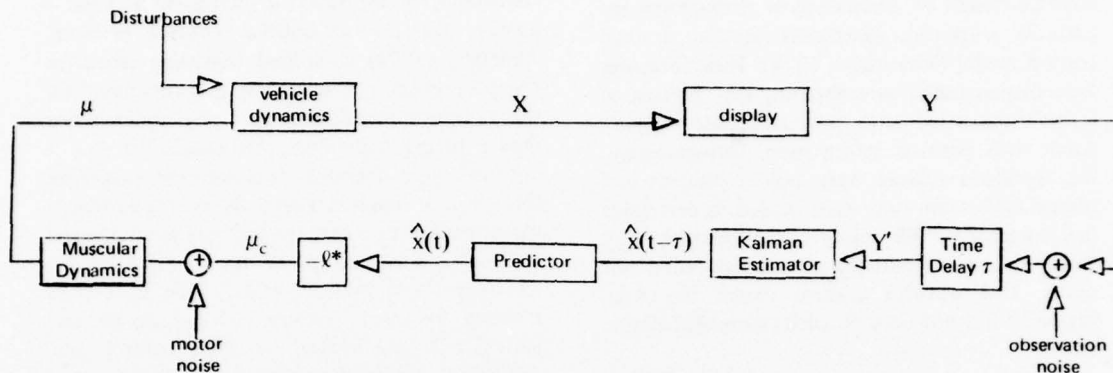 Disturbances
μ
vehicle
dynamics
X
display
Y
Muscular
Dynamics
+
μc
−ℓ*
x̂(t)
Predictor
x̂(t−τ)
Kalman
Estimator
Y′
Time
Delay τ
+
motor
noise
observation
noise